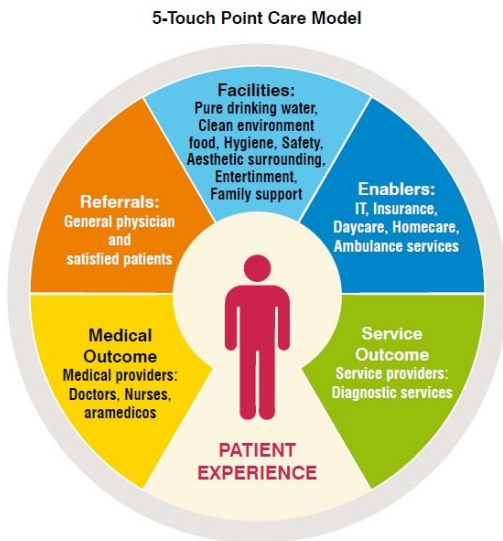 5-Touch Point Care Model
Facilities:
Pure drinking water,
Clean environment
food, Hygiene, Safety,
Aesthetic surrounding,
Entertinment,
Family support
Referrals:
General physician
and
satisfied patients
Enablers:
IT, Insurance,
Daycare, Homecare,
Ambulance services
Medical
Outcome
Medical providers:
Doctors, Nurses,
aramedicos
Service
Outcome
Service providers:
Diagnostic services
PATIENT
EXPERIENCE